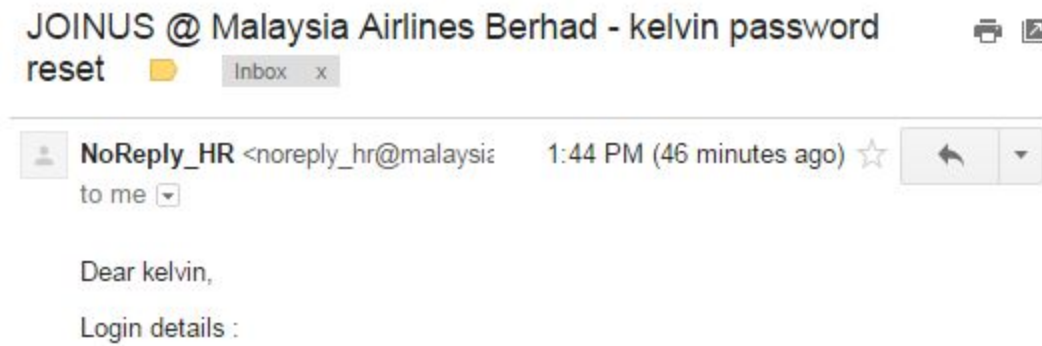 JOINUS @ Malaysia Airlines Berhad - kelvin password
reset Inbox x
NoReply_HR <noreply_hr@malaysia 1:44 PM (46 minutes ago)
to me
Dear kelvin,
Login details :